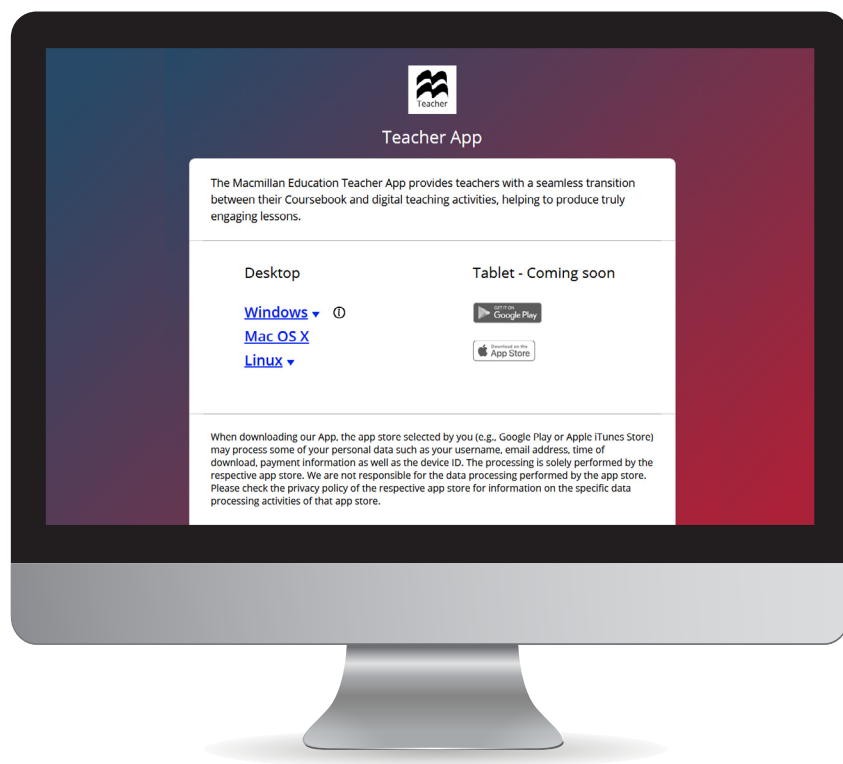 Teacher
Teacher App
The Macmillan Education Teacher App provides teachers with a seamless transition
between their Coursebook and digital teaching activities, helping to produce truly
engaging lessons.
Desktop
Tablet - Coming soon
Windows
Mac OS X
Linux
GET IT ON
Google Play
Download on the
App Store
When downloading our App, the app store selected by you (e.g., Google Play or Apple iTunes Store)
may process some of your personal data such as your username, email address, time of
download, payment information as well as the device ID. The processing is solely performed by the
respective app store. We are not responsible for the data processing performed by the app store.
Please check the privacy policy of the respective app store for information on the specific data
processing activities of that app store.